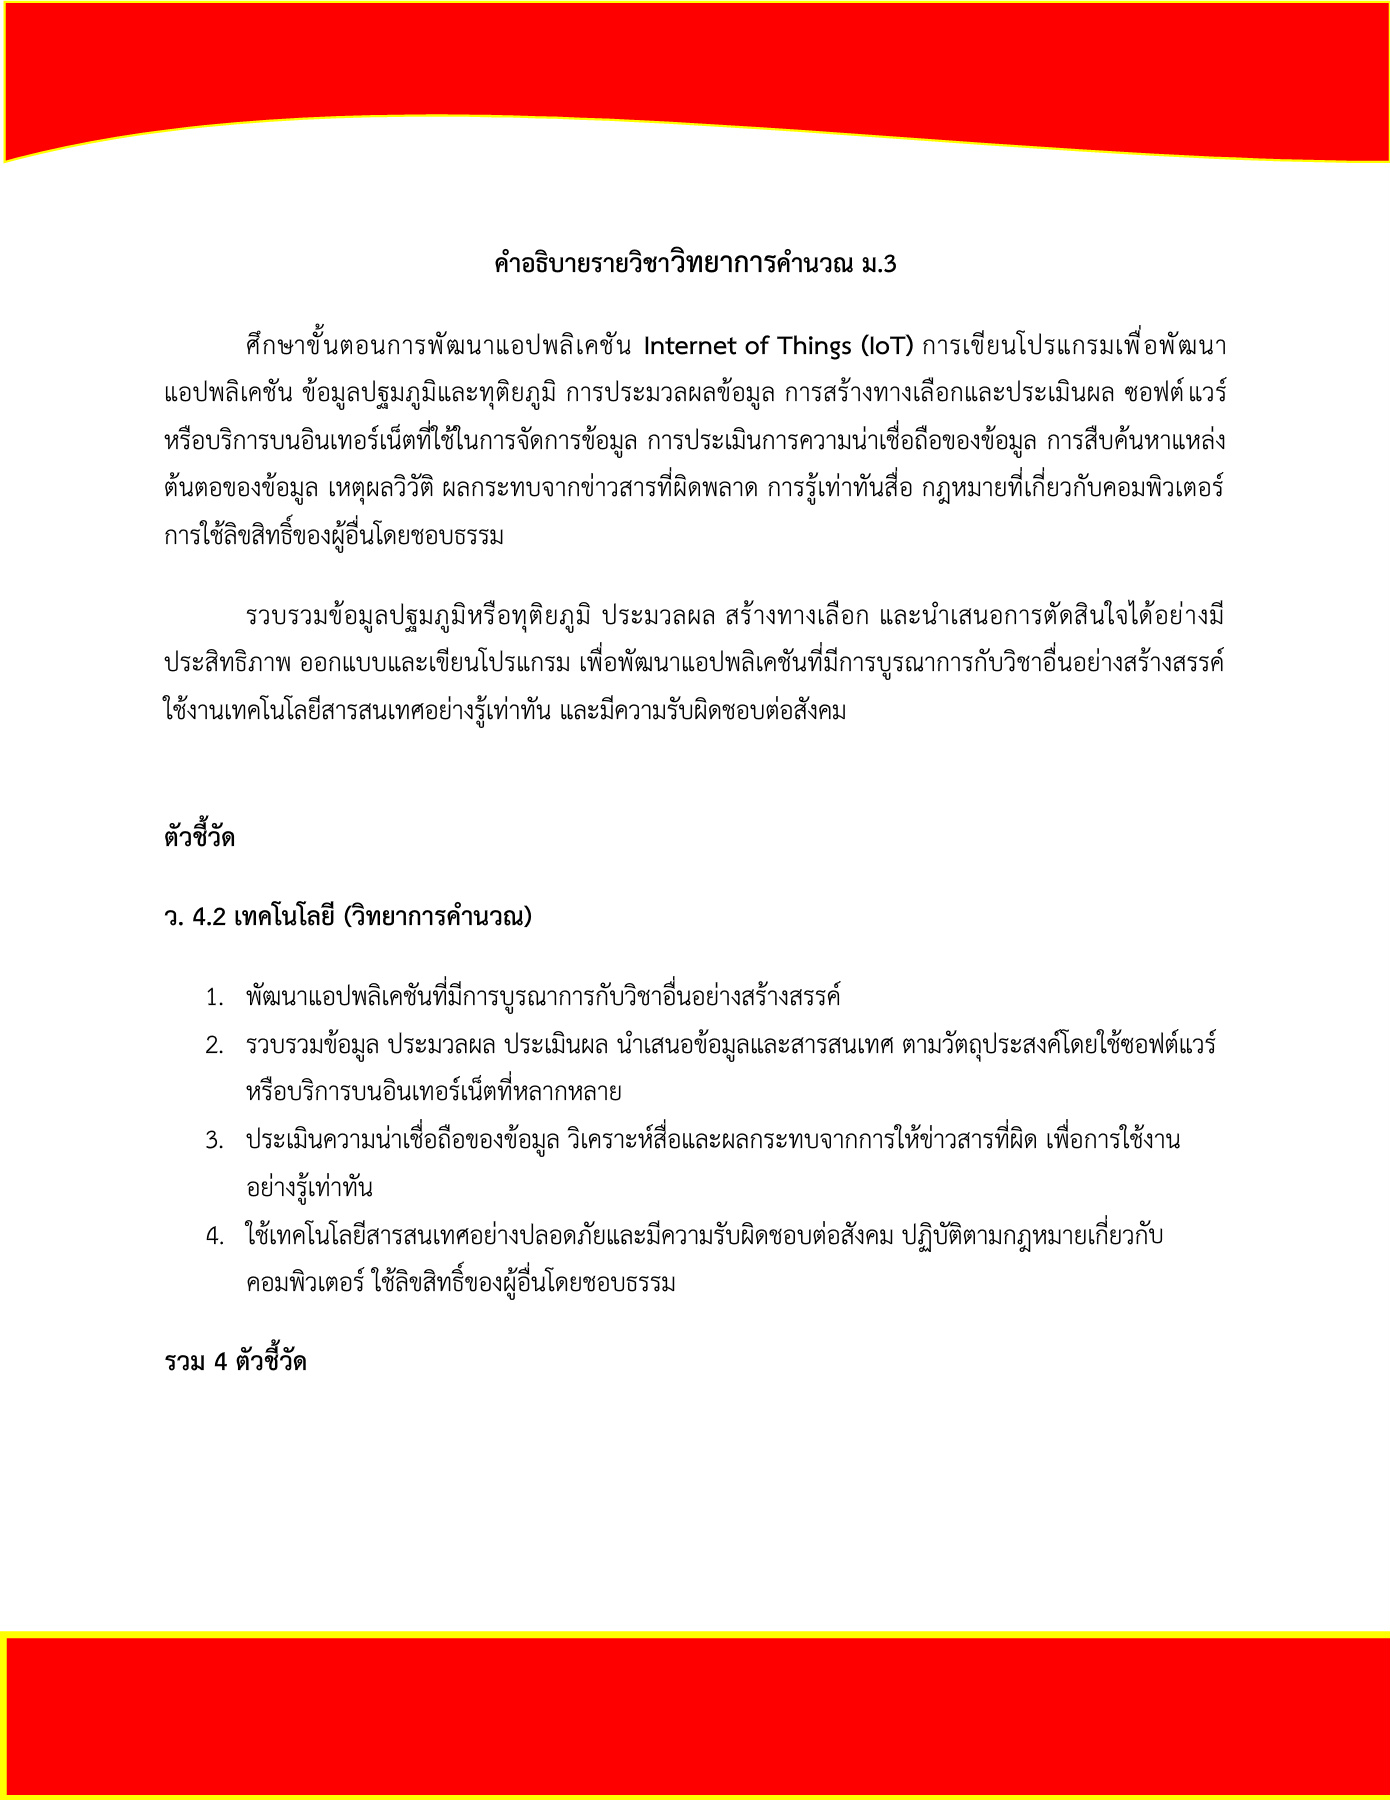 คำอธิบายรายวิชาวิทยาการคำนวณ ม.3
ศึกษาขั้นตอนการพัฒนาแอปพลิเคชัน Internet of Things (IoT) การเขียนโปรแกรมเพื่อพัฒนา
แอปพลิเคชัน ข้อมูลปฐมภูมิและทุติยภูมิ การประมวลผลข้อมูล การสร้างทางเลือกและประเมินผล ซอฟต์แวร์
หรือบริการบนอินเทอร์เน็ตที่ใช้ในการจัดการข้อมูล การประเมินการความน่าเชื่อถือของข้อมูล การสืบค้นหาแหล่ง
ต้นตอของข้อมูล เหตุผลวิวัติ ผลกระทบจากข่าวสารที่ผิดพลาด การรู้เท่าทันสื่อ กฎหมายที่เกี่ยวกับคอมพิวเตอร์
การใช้ลิขสิทธิ์ของผู้อื่นโดยชอบธรรม
รวบรวมข้อมูลปฐมภูมิหรือทุติยภูมิ ประมวลผล สร้างทางเลือก และนำเสนอการตัดสินใจได้อย่างมี
ประสิทธิภาพ ออกแบบและเขียนโปรแกรม เพื่อพัฒนาแอปพลิเคชันที่มีการบูรณาการกับวิชาอื่นอย่างสร้างสรรค์
ใช้งานเทคโนโลยีสารสนเทศอย่างรู้เท่าทัน และมีความรับผิดชอบต่อสังคม
ตัวชี้วัด
ว. 4.2 เทคโนโลยี (วิทยาการคำนวณ)
1. พัฒนาแอปพลิเคชันที่มีการบูรณาการกับวิชาอื่นอย่างสร้างสรรค์
2. รวบรวมข้อมูล ประมวลผล ประเมินผล นำเสนอข้อมูลและสารสนเทศ ตามวัตถุประสงค์โดยใช้ซอฟต์แวร์
หรือบริการบนอินเทอร์เน็ตที่หลากหลาย
3. ประเมินความน่าเชื่อถือของข้อมูล วิเคราะห์สื่อและผลกระทบจากการให้ข่าวสารที่ผิด เพื่อการใช้งาน
อย่างรู้เท่าทัน
4. ใช้เทคโนโลยีสารสนเทศอย่างปลอดภัยและมีความรับผิดชอบต่อสังคม ปฏิบัติตามกฎหมายเกี่ยวกับ
คอมพิวเตอร์ ใช้ลิขสิทธิ์ของผู้อื่นโดยชอบธรรม
รวม 4 ตัวชี้วัด